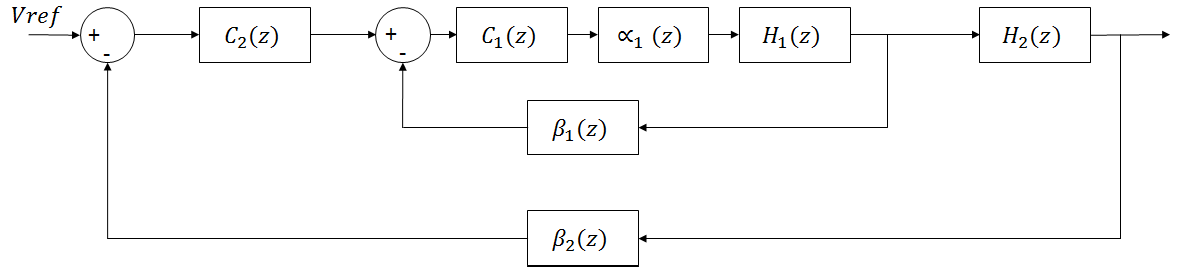 Vref
+
-
C₂(z)
+
-
C₁(z)
∝₁ (z)
H₁(z)
H₂(z)
β₁(z)
β₂(z)